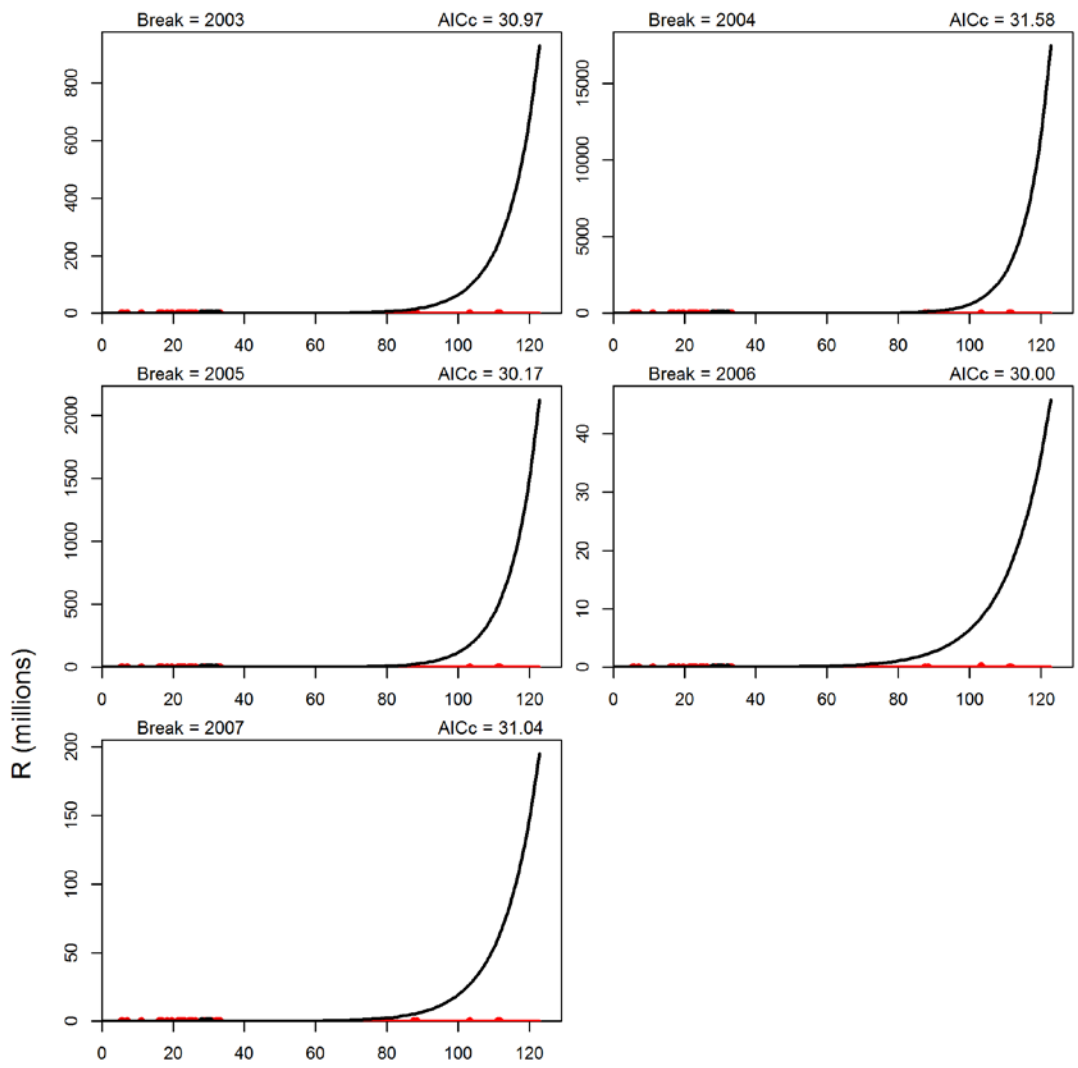 Break = 2003 AICc = 30.97
800
600
400
200
0
0 20 40 60 80 100 120
Break = 2004 AICc = 31.58
15000
10000
5000
0
0 20 40 60 80 100 120
Break = 2005 AICc = 30.17
2000
1500
1000
500
0
0 20 40 60 80 100 120
Break = 2006 AICc = 30.00
40
30
20
10
0
0 20 40 60 80 100 120
R (millions)
Break = 2007 AICc = 31.04
200
150
100
50
0
0 20 40 60 80 100 120